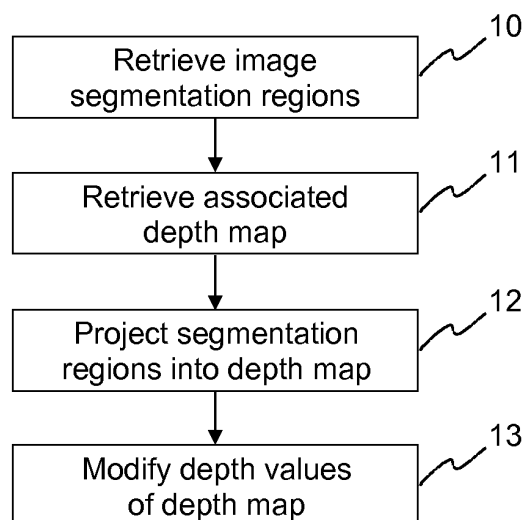 10
Retrieve image
segmentation regions
11
Retrieve associated
depth map
12
Project segmentation
regions into depth map
13
Modify depth values
of depth map